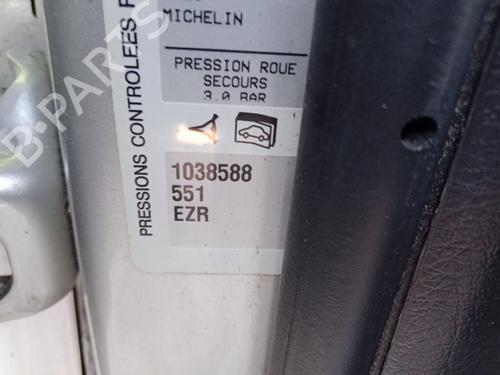 MICHELIN
PRESSION ROUE
SECOURS
3.0 BAR
1038588
551
EZR
PRESSIONS CONTROLEES
B-PARTS